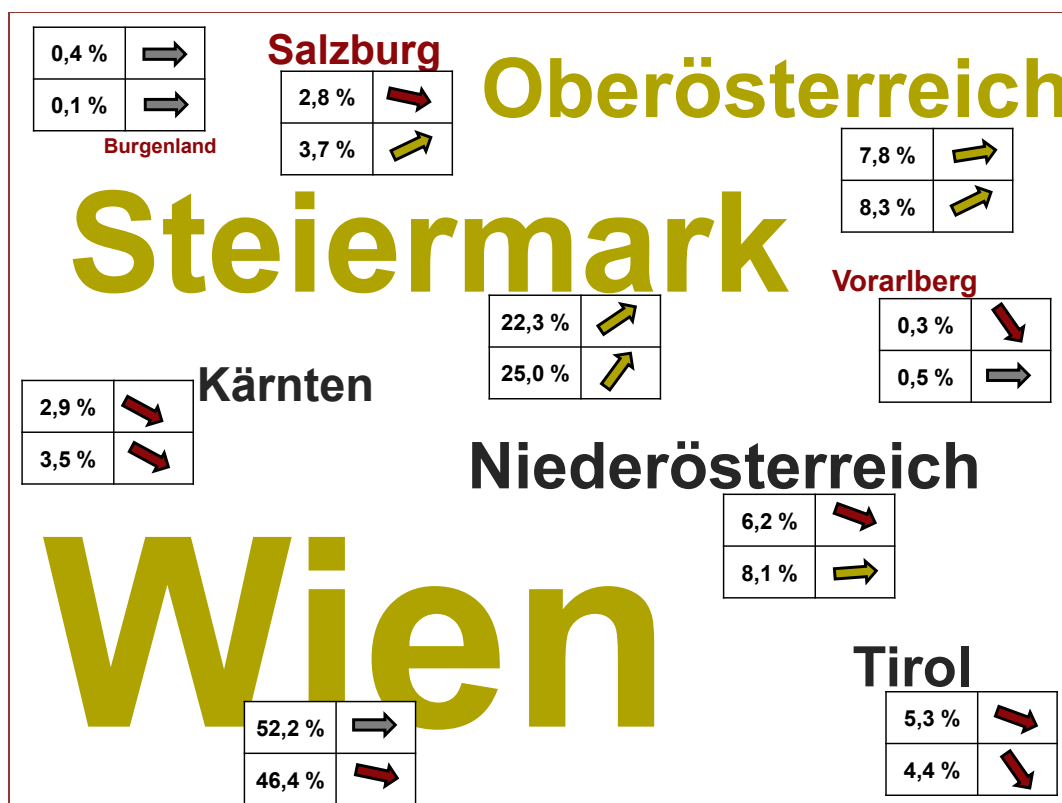 0,4 %
0,1 %
Burgenland
Salzburg
2,8 %
3,7 %
Oberösterreich
7,8 %
8,3 %
Steiermark
22,3 %
25,0 %
Vorarlberg
0,3 %
0,5 %
Kärnten
2,9 %
3,5 %
Niederösterreich
6,2 %
8,1 %
Wien
52,2 %
46,4 %
Tirol
5,3 %
4,4 %